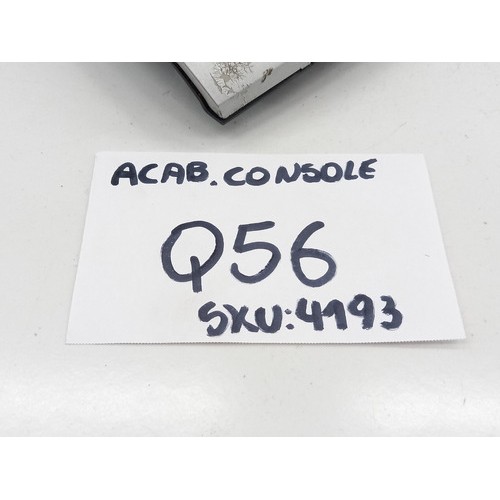 ACAB. CONSOLE
Q56
SKU: 4193